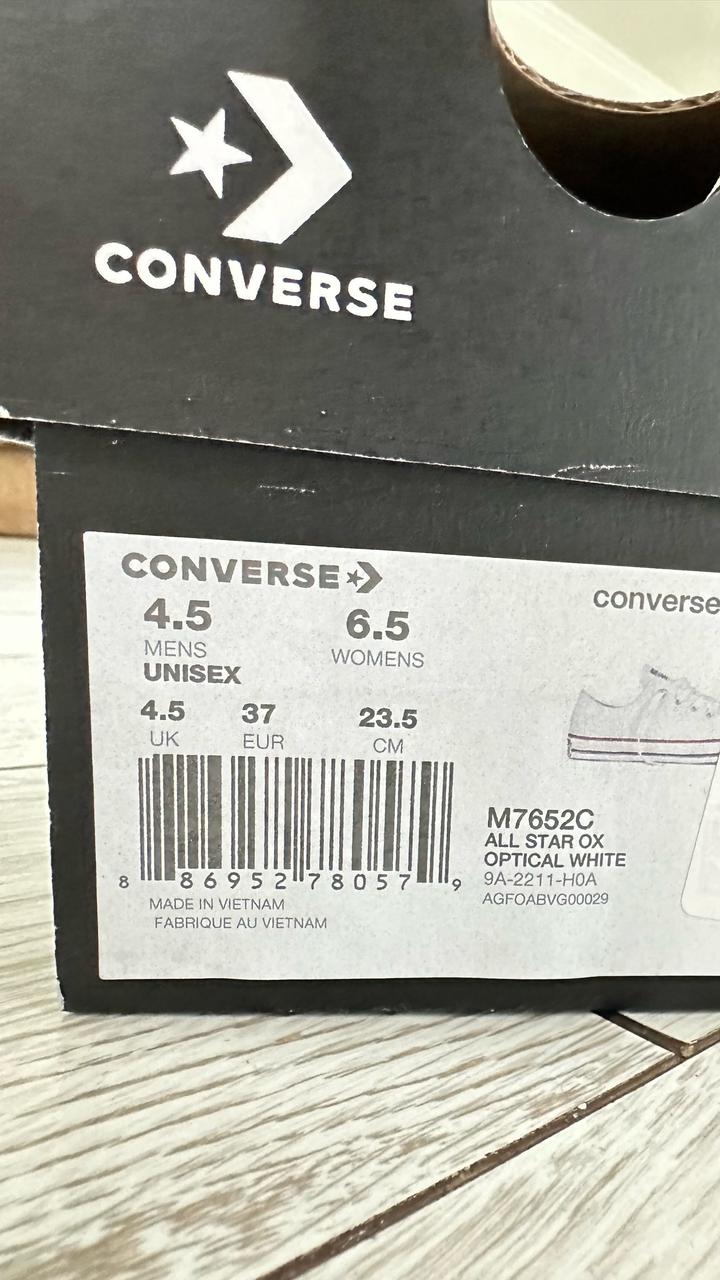 CONVERSE
CONVERSE
converse
4.5 6.5
MENS WOMENS
UNISEX
4.5 37 23.5
UK EUR CM
8 86952 78057 9
MADE IN VIETNAM
FABRIQUE AU VIETNAM
M7652C
ALL STAR OX
OPTICAL WHITE
9A-2211-H0A
AGFOABVG00029